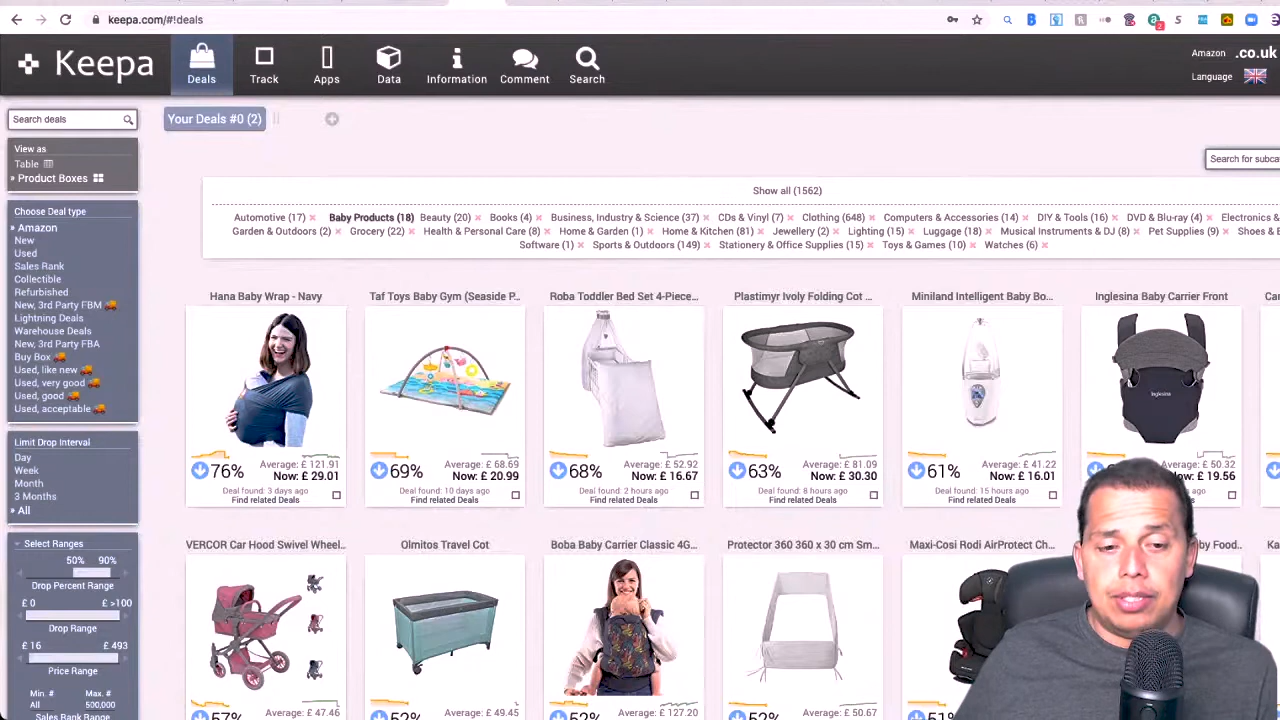 keepa.com/#!deals
2
Keepa
Deals
Track
Apps
Data
Information
Comment
Search
Amazon .co.uk
Language
Search deals
Your Deals #0 (2)
View as
Table
» Product Boxes
Search for subca
Show all (1562)
Automotive (17) Baby Products (18) Beauty (20) Books (4) Business, Industry & Science (37) CDs & Vinyl (7) Clothing (648) Computers & Accessories (14) DIY & Tools (16) DVD & Blu-ray (4) Electronics
Garden & Outdoors (2) Grocery (22) Health & Personal Care (8) Home & Garden (1) Home & Kitchen (81) Jewellery (2) Lighting (15) Luggage (18) Musical Instruments & DJ (8) Pet Supplies (9) Shoes &
Software (1) Sports & Outdoors (149) Stationery & Office Supplies (15) Toys & Games (10) Watches (6)
Choose Deal type
» Amazon
New
Used
Sales Rank
Collectible
Refurbished
New, 3rd Party FBM
Lightning Deals
Warehouse Deals
New, 3rd Party FBA
Buy Box
Used, like new
Used, very good
Used, good
Used, acceptable
Limit Drop Interval
Day
Week
Month
3 Months
» All
Select Ranges
50% 90%
Drop Percent Range
£ 0 £ >100
Drop Range
£ 16 £ 493
Price Range
Min. # Max. #
All 500,000
Sales Rank Range
Hana Baby Wrap - Navy
76%
Average: £ 121.91
Now: £ 29.01
Deal found: 3 days ago
Find related Deals
Taf Toys Baby Gym (Seaside P...
69%
Average: £ 68.69
Now: £ 20.99
Deal found: 10 days ago
Find related Deals
Roba Toddler Bed Set 4-Piece...
68%
Average: £ 52.92
Now: £ 16.67
Deal found: 2 hours ago
Find related Deals
Plastimyr Ivoly Folding Cot ...
63%
Average: £ 81.09
Now: £ 30.30
Deal found: 8 hours ago
Find related Deals
Miniland Intelligent Baby Bo...
61%
Average: £ 41.22
Now: £ 16.01
Deal found: 15 hours ago
Find related Deals
Inglesina Baby Carrier Front
Inglesina
Average: £ 50.32
Now: £ 19.56
ago
Deals
Ca
VERCOR Car Hood Swivel Wheel..
57%
Average: £ 47.46
Olmitos Travel Cot
52%
Average: £ 49.45
Boba Baby Carrier Classic 4G...
52%
Average: £ 127.20
Protector 360 360 x 30 cm Sm...
52%
Average: £ 50.67
Maxi-Cosi Rodi AirProtect Ch...
51%
Baby Food..
Ka